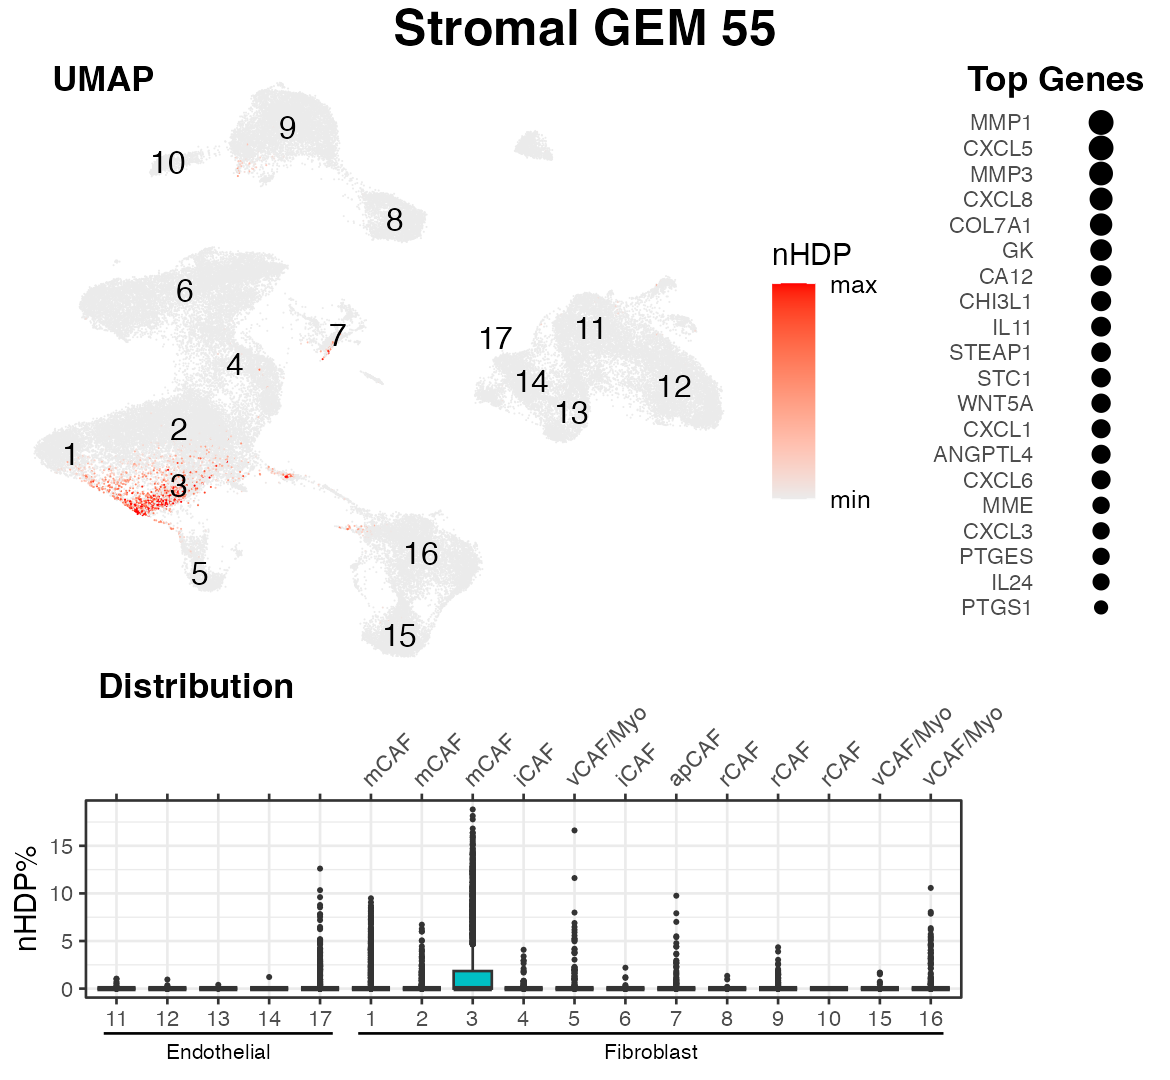 Stromal GEM 55
UMAP
9
10
8
6
7
4
2
1
3
5
16
15
11
17
14
12
13
nHDP
max
min
Top Genes
MMP1
CXCL5
MMP3
CXCL8
COL7A1
GK
CA12
CHI3L1
IL11
STEAP1
STC1
WNT5A
CXCL1
ANGPTL4
CXCL6
MME
CXCL3
PTGES
IL24
PTGS1
Distribution
mCAF mCAF mCAF iCAF vCAF/Myo iCAF apCAF rCAF rCAF rCAF vCAF/Myo vCAF/Myo
nHDP%
15
10
5
0
11 12 13 14 17 1 2 3 4 5 6 7 8 9 10 15 16
Endothelial Fibroblast